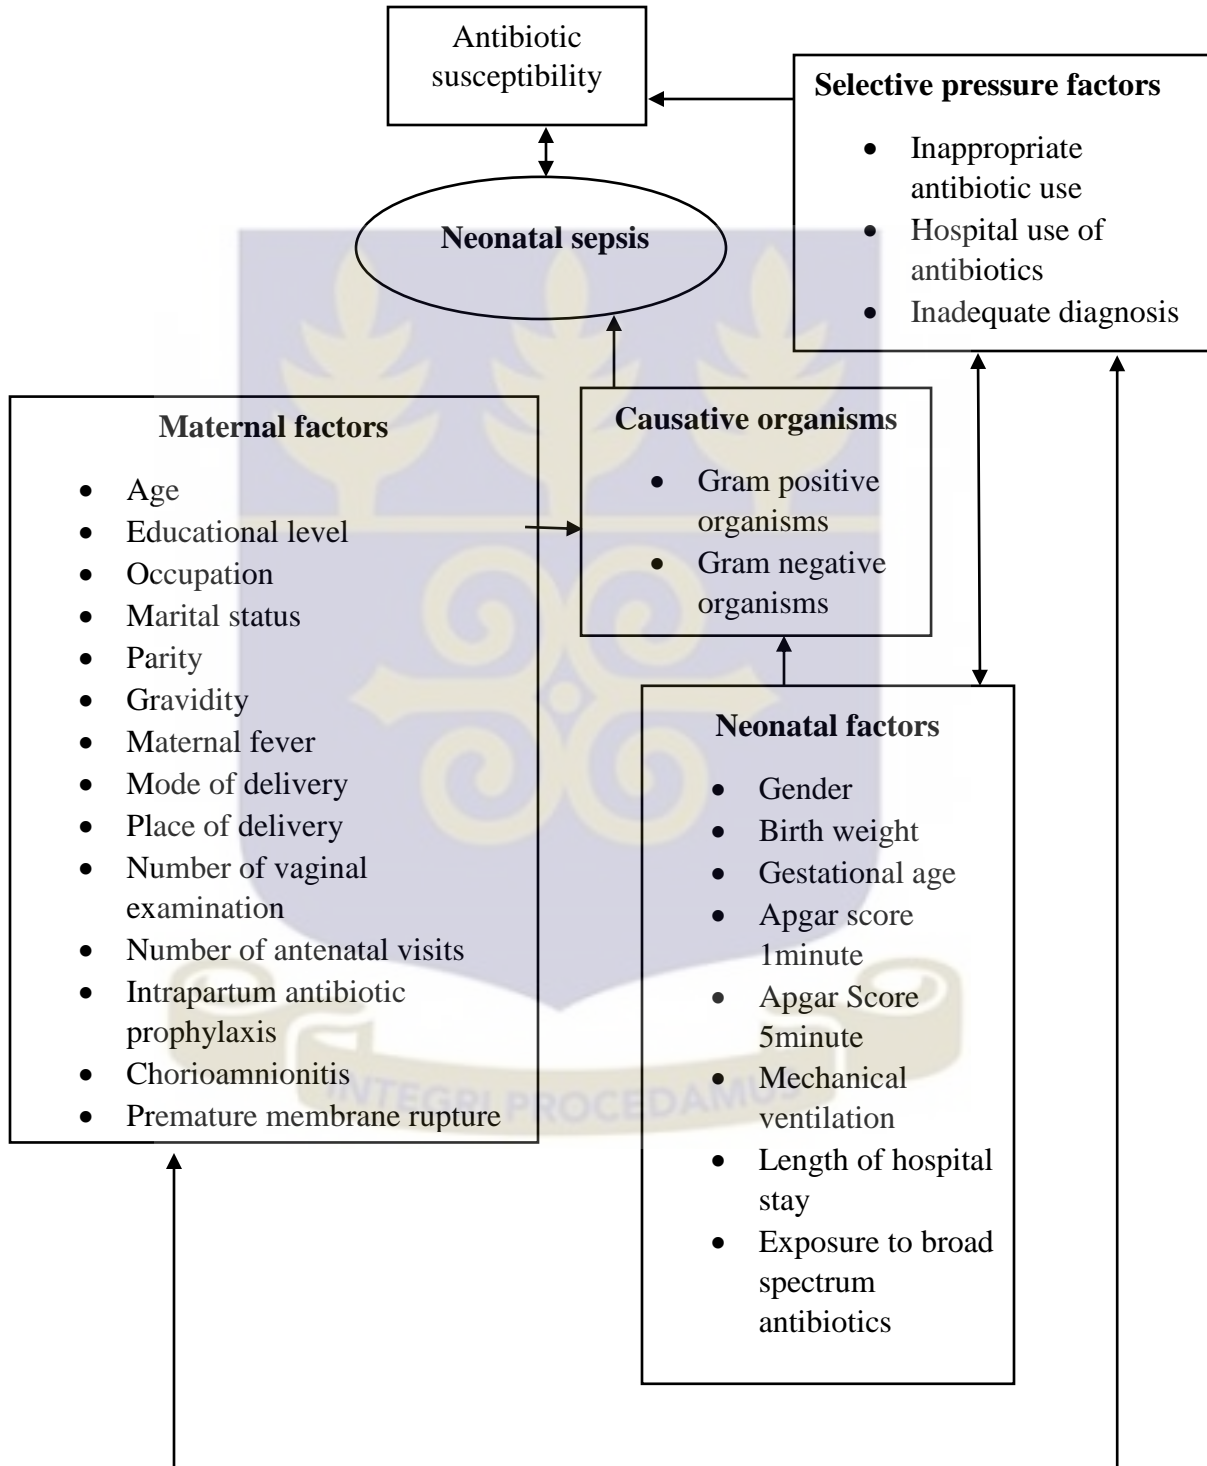 Antibiotic
susceptibility
Selective pressure factors
• Inappropriate
antibiotic use
• Hospital use of
antibiotics
• Inadequate diagnosis
Neonatal sepsis
Maternal factors
• Age
• Educational level
• Occupation
• Marital status
• Parity
• Gravidity
• Maternal fever
• Mode of delivery
• Place of delivery
• Number of vaginal
examination
• Number of antenatal visits
• Intrapartum antibiotic
prophylaxis
• Chorioamnionitis
• Premature membrane rupture
Causative organisms
• Gram positive
organisms
• Gram negative
organisms
Neonatal factors
• Gender
• Birth weight
• Gestational age
• Apgar score
1minute
• Apgar Score
5minute
• Mechanical
ventilation
• Length of hospital
stay
• Exposure to broad
spectrum
antibiotics
INTEGRI PROCEDAMUS